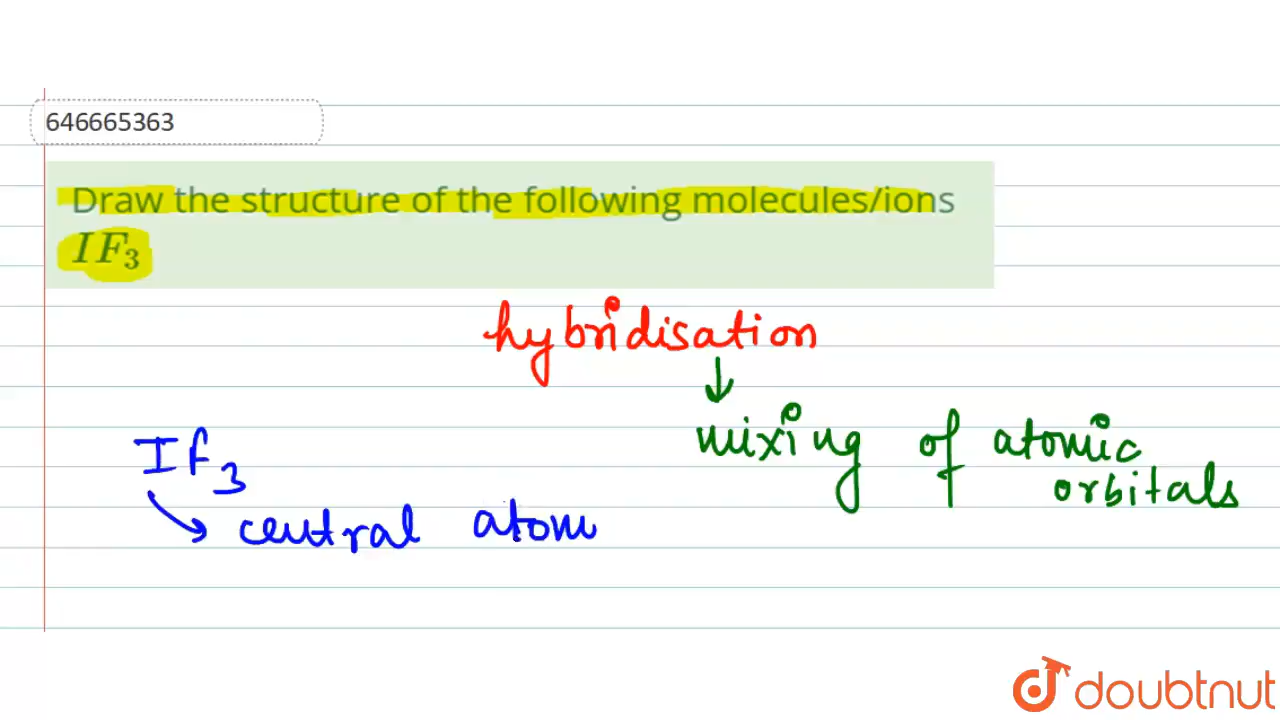 646665363
Draw the structure of the following molecules/ions
IF₃
hybridisation
mixing of atomic
orbitals
If₃
central atom
doubtnut